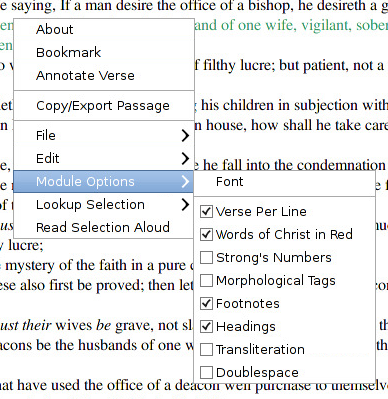 e saying, If a man desire the office of a bishop, he desireth a g
About
nd of one wife, vigilant, sober
Bookmark
Annotate Verse
f filthy lucre; but patient, not a
Copy/Export Passage
his children in subjection with
File
n house, how shall he take care
Edit
he fall into the condemnation
Module Options
Font
Lookup Selection
Verse Per Line
Read Selection Aloud
Words of Christ in Red
y lucre;
Strong's Numbers
mystery of the faith in a pure c
Morphological Tags
ese also first be proved; then let
Footnotes
ust their wives be grave, not sl
Headings
acons be the husbands of one w
Transliteration
Doublespace
hat have used the office of a deacon well purchase to themselve